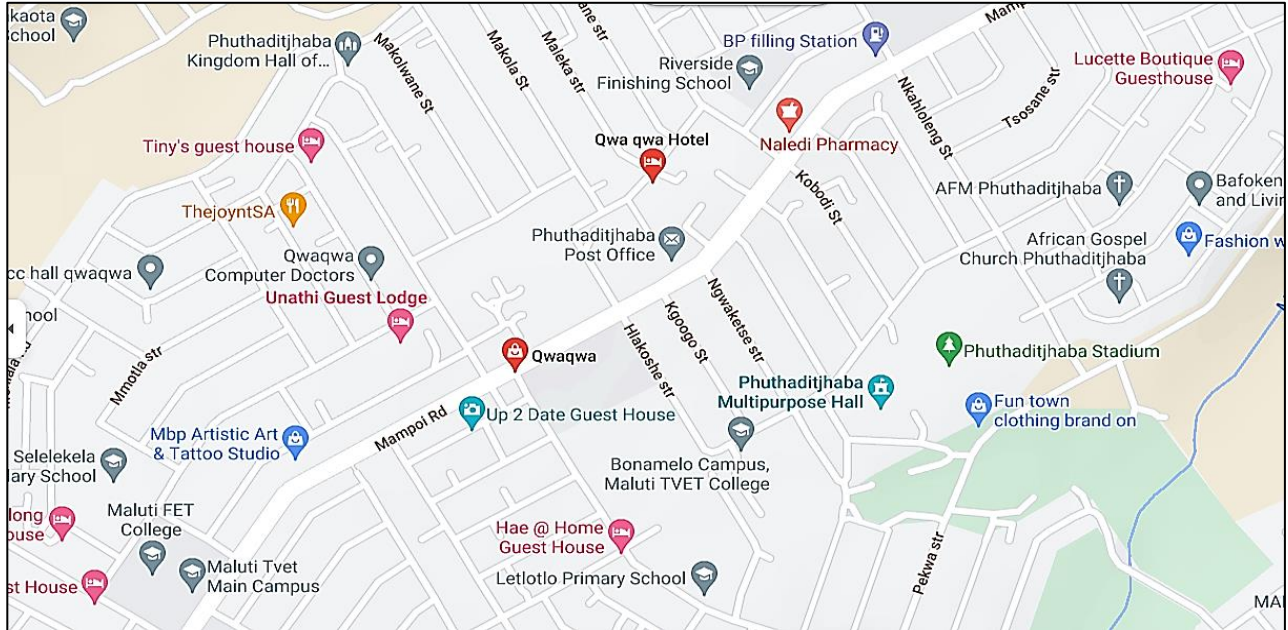 kaota
School
Phuthaditjhaba
Kingdom Hall of...
Makolwane St
Makola St
Maleka str
ane str
BP filling Station
Riverside
Finishing School
Lucette Boutique
Guesthouse
Nkahloleng St
Tsosane str
Tiny's guest house
Qwa qwa Hotel
Naledi Pharmacy
Kobodi St
AFM Phuthaditjhaba
Bafoken
and Livin
ThejoyntSA
Phuthaditjhaba
Post Office
African Gospel
Church Phuthaditjhaba
Fashion w
cc hall qwaqwa
Qwaqwa
Computer Doctors
Unathi Guest Lodge
Mmotla str
Qwaqwa
Hlakoshe str
Kgoogo St
Ngwaketse str
Phuthaditjhaba Stadium
Phuthaditjhaba
Multipurpose Hall
Fun town
clothing brand on
Up 2 Date Guest House
Mampoi Rd
Mbp Artistic Art
& Tattoo Studio
Selelekela
ary School
Bonamelo Campus,
Maluti TVET College
Maluti FET
College
long
ouse
Hae @ Home
Guest House
Maluti Tvet
Main Campus
Letlotlo Primary School
Pekwa str
st House
MA